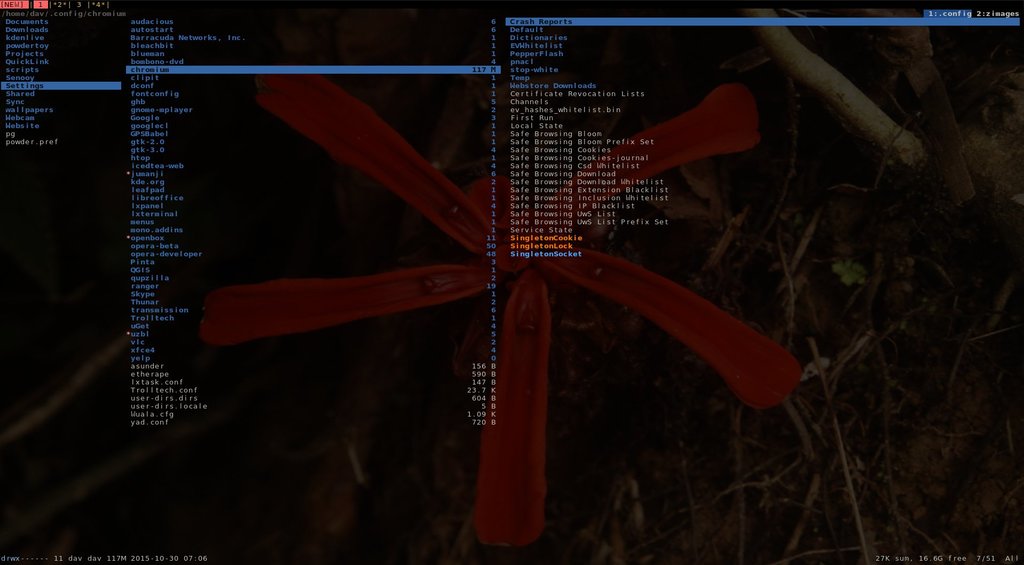 [NEW] | 1 |*2*| 3 |*4*|
/home/dav/.config/chromium 1:.config 2:zimages
Documents audacious 6 Crash Reports
Downloads autostart 6 Default
kdenlive Barracuda Networks, Inc. 1 Dictionaries
powdertoy bleachbit 1 EVWhitelist
Projects blueman 1 PepperFlash
QuickLink bombono-dvd 4 pnacl
scripts chromium 117 M stop-white
Senooy clipit 1 Temp
Settings dconf 1 Webstore Downloads
Shared fontconfig 1 Certificate Revocation Lists
Sync ghb 5 Channels
wallpapers gnome-mplayer 2 ev_hashes_whitelist.bin
Webcam Google 3 First Run
Website googlecl 1 Local State
pg GPSBabel 1 Safe Browsing Bloom
powder.pref gtk-2.0 1 Safe Browsing Bloom Prefix Set
gtk-3.0 4 Safe Browsing Cookies
htop 1 Safe Browsing Cookies-journal
icedtea-web 4 Safe Browsing Csd Whitelist
*jumanji 6 Safe Browsing Download
kde.org 2 Safe Browsing Download Whitelist
leafpad 1 Safe Browsing Extension Blacklist
libreoffice 1 Safe Browsing Inclusion Whitelist
lxpanel 4 Safe Browsing IP Blacklist
lxterminal 1 Safe Browsing UwS List
menus 1 Safe Browsing UwS List Prefix Set
mono.addins 1 Service State
*openbox 11 SingletonCookie
opera-beta 50 SingletonLock
opera-developer 48 SingletonSocket
Pinta 3
QGIS 1
qupzilla 2
ranger 19
Skype 1
Thunar 2
transmission 6
Trolltech 1
uGet 4
*uzbl 5
vlc 2
xfce4 4
yelp 0
asunder 156 B
etherape 590 B
lxtask.conf 147 B
Trolltech.conf 23.7 K
user-dirs.dirs 604 B
user-dirs.locale 5 B
Wuala.cfg 1.09 K
yad.conf 720 B
drwx------ 11 dav dav 117M 2015-10-30 07:06 27K sum, 16.6G free 7/51 All